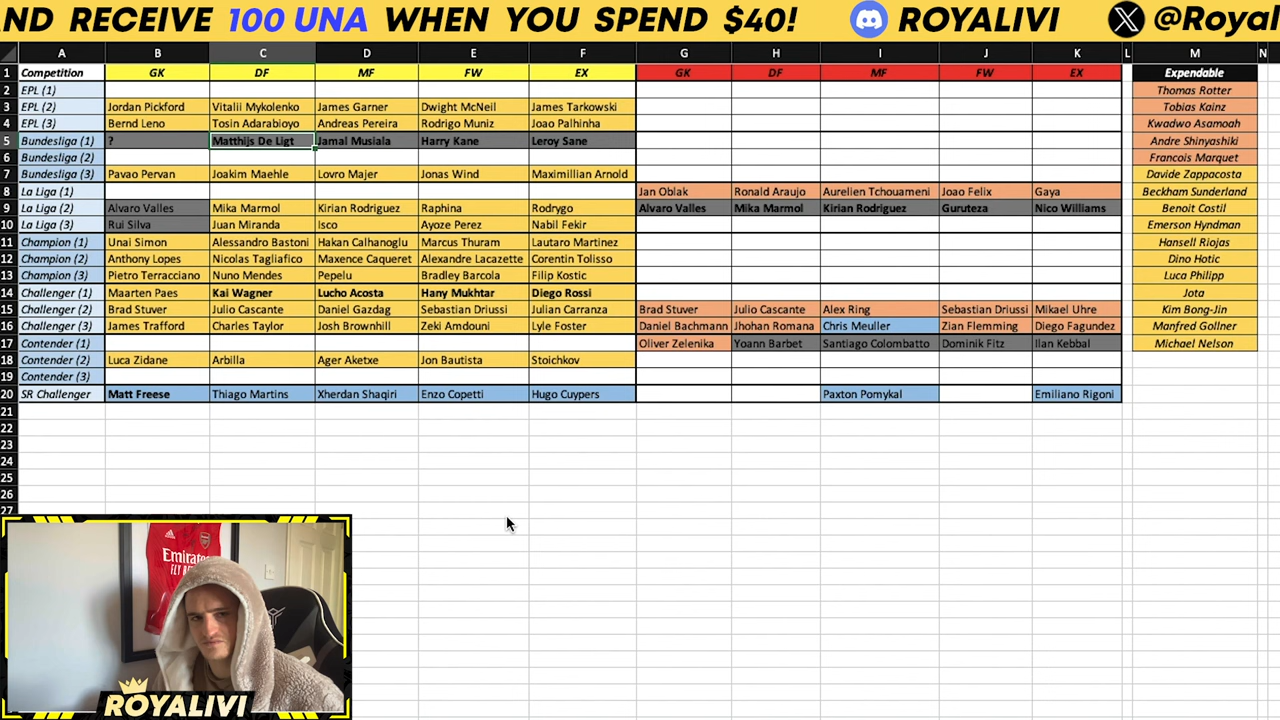 ND RECEIVE 100 UNA WHEN YOU SPEND $40! ROYALIVI X @Royal
A B C D E F G H I J K L M N
1 Competition GK DF MF FW EX GK DF MF FW EX Expendable
2 EPL (1) Thomas Rotter
3 EPL (2) Jordan Pickford Vitalii Mykolenko James Garner Dwight McNeil James Tarkowski Tobias Kainz
4 EPL (3) Bernd Leno Tosin Adarabioyo Andreas Pereira Rodrigo Muniz Joao Palhinha Kwadwo Asamoah
5 Bundesliga (1) ? Matthijs De Ligt Jamal Musiala Harry Kane Leroy Sane Andre Shinyashiki
6 Bundesliga (2) Francois Marquet
7 Bundesliga (3) Pavao Pervan Joakim Maehle Lovro Majer Jonas Wind Maximillian Arnold Davide Zappacosta
8 La Liga (1) Jan Oblak Ronald Araujo Aurelien Tchouameni Joao Felix Gaya Beckham Sunderland
9 La Liga (2) Alvaro Valles Mika Marmol Kirian Rodriguez Raphina Rodrygo Alvaro Valles Mika Marmol Kirian Rodriguez Guruteza Nico Williams Benoit Costil
10 La Liga (3) Rui Silva Juan Miranda Isco Ayoze Perez Nabil Fekir Emerson Hyndman
11 Champion (1) Unai Simon Alessandro Bastoni Hakan Calhanoglu Marcus Thuram Lautaro Martinez Hansell Riojas
12 Champion (2) Anthony Lopes Nicolas Tagliafico Maxence Caqueret Alexandre Lacazette Corentin Tolisso Dino Hotic
13 Champion (3) Pietro Terracciano Nuno Mendes Pepelu Bradley Barcola Filip Kostic Luca Philipp
14 Challenger (1) Maarten Paes Kai Wagner Lucho Acosta Hany Mukhtar Diego Rossi Jota
15 Challenger (2) Brad Stuver Julio Cascante Daniel Gazdag Sebastian Driussi Julian Carranza Brad Stuver Julio Cascante Alex Ring Sebastian Driussi Mikael Uhre Kim Bong-Jin
16 Challenger (3) James Trafford Charles Taylor Josh Brownhill Zeki Amdouni Lyle Foster Daniel Bachmann Jhohan Romana Chris Meuller Zian Flemming Diego Fagundez Manfred Gollner
17 Contender (1) Oliver Zelenika Yoann Barbet Santiago Colombatto Dominik Fitz Ilan Kebbal Michael Nelson
18 Contender (2) Luca Zidane Arbilla Ager Aketxe Jon Bautista Stoichkov
19 Contender (3)
20 SR Challenger Matt Freese Thiago Martins Xherdan Shaqiri Enzo Copetti Hugo Cuypers Paxton Pomykal Emiliano Rigoni
21
22
23
24
25
26
27
Emirates
ROYALIVI